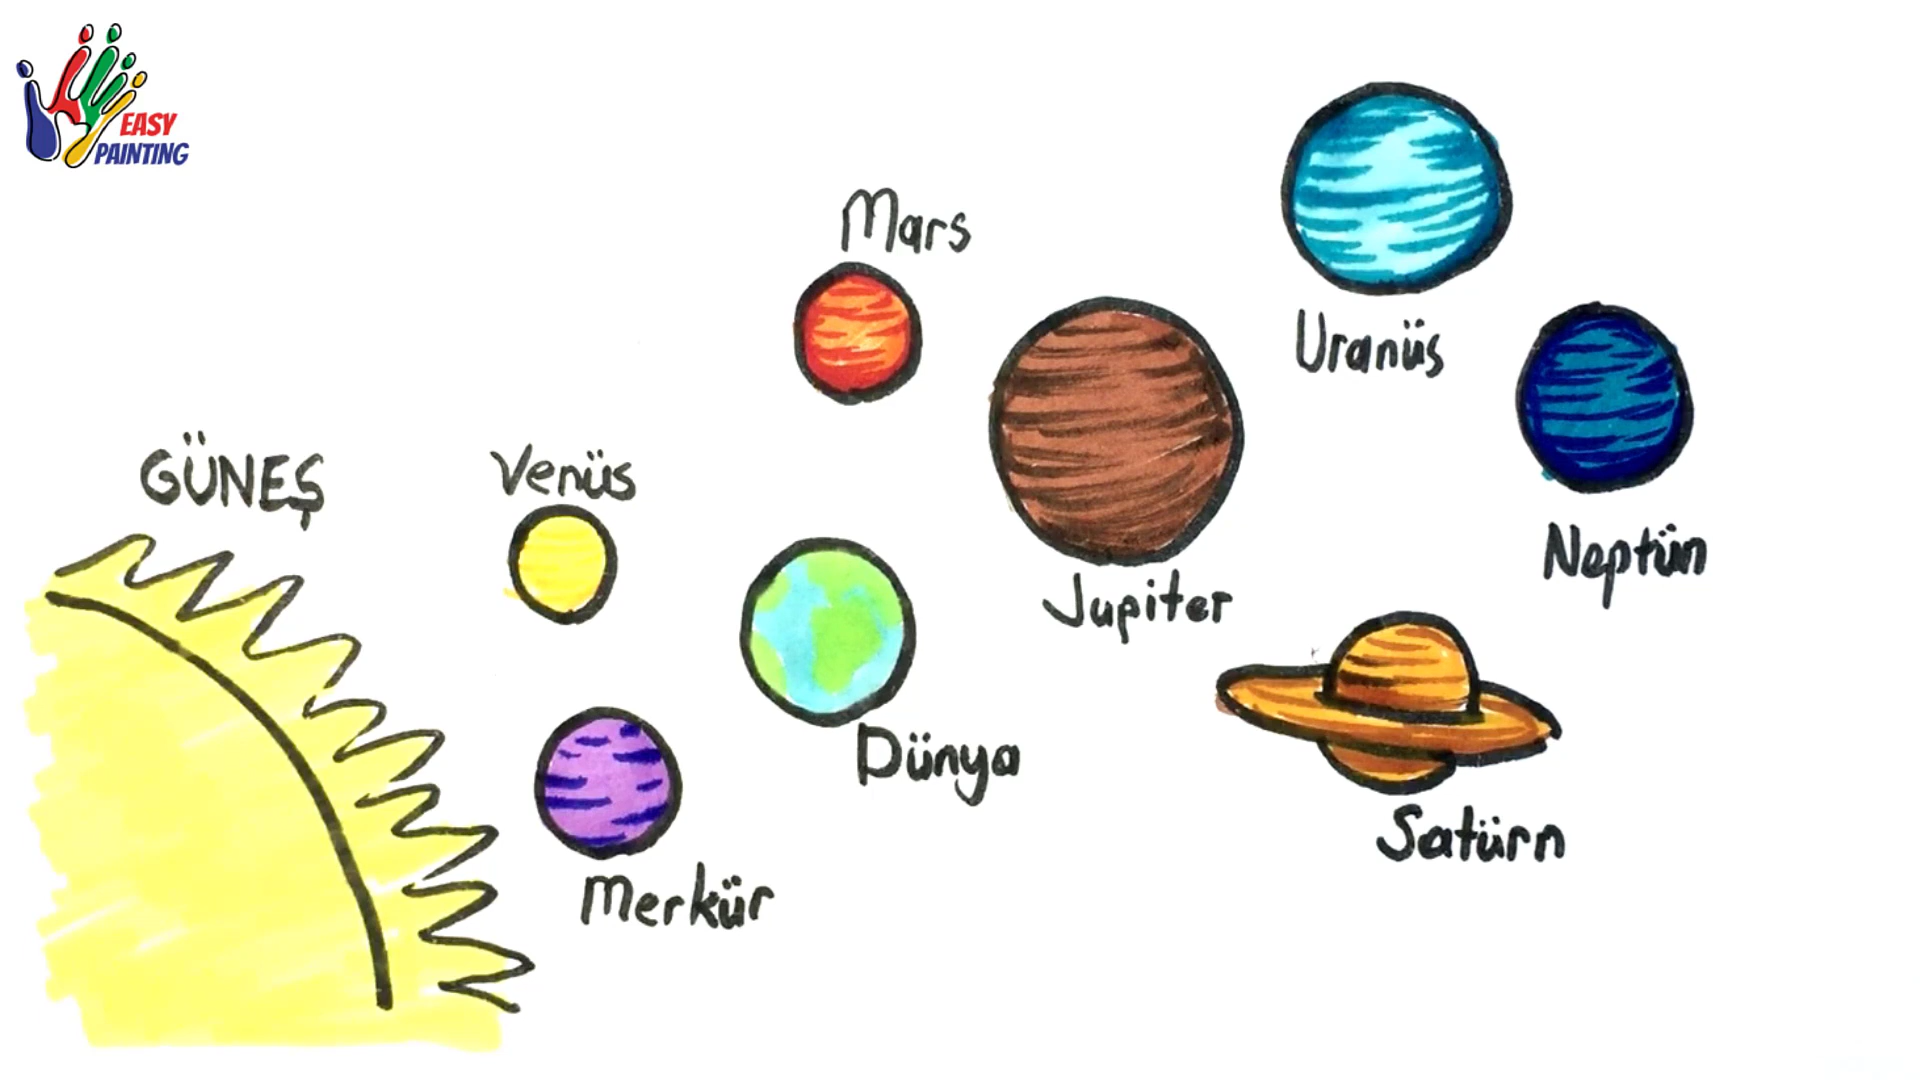 EASY
PAINTING
Mars
Uranüs
GÜNEŞ
Venüs
Jupiter
Neptün
Dünya
Satürn
Merkür